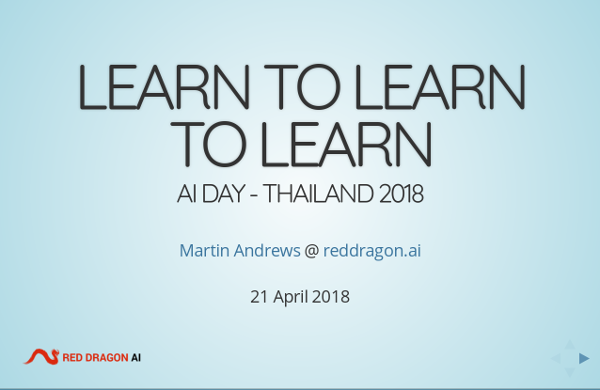 LEARN TO LEARN
TO LEARN
AI DAY - THAILAND 2018
Martin Andrews @ reddragon.ai
21 April 2018
RED DRAGON AI